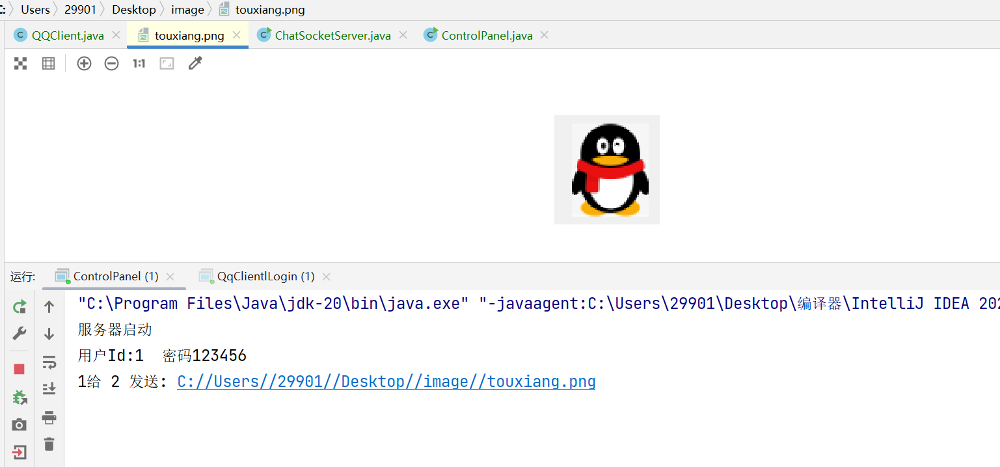 C: Users 29901 Desktop image touxiang.png
QQClient.java touxiang.png ChatSocketServer.java ControlPanel.java
1:1
运行: ControlPanel (1) QqClientlLogin (1)
"C:\Program Files\Java\jdk-20\bin\java.exe" "-javaagent:C:\Users\29901\Desktop\编译器\IntelliJ IDEA 202
服务器启动
用户Id:1 密码123456
1给 2 发送: C://Users//29901//Desktop//image//touxiang.png